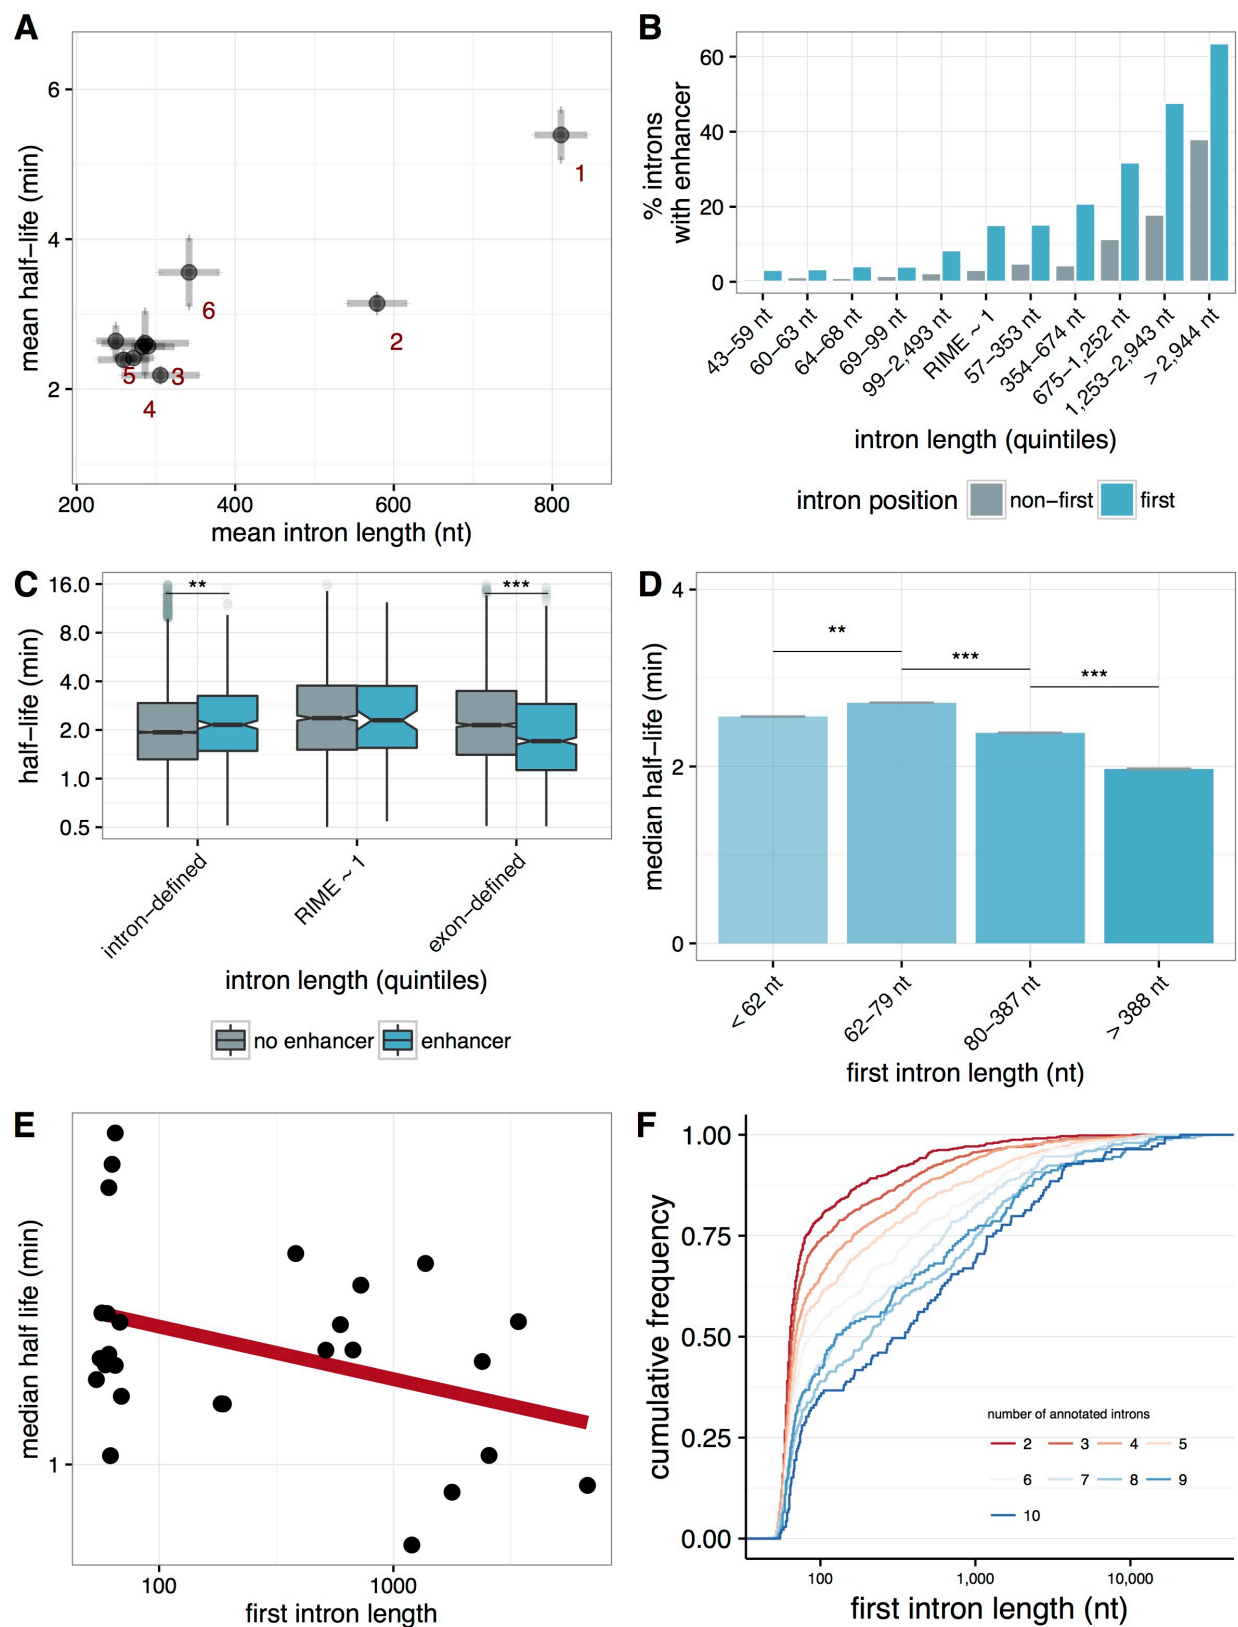 A
mean half−life (min)
6
4
2
1
6
2
5
3
4
200
400
600
800
mean intron length (nt)
B
% introns
with enhancer
60
40
20
0
43−59 nt
60−63 nt
64−68 nt
69−99 nt
99−2,493 nt
RIME ~ 1
57−353 nt
354−674 nt
675−1,252 nt
1,253−2,943 nt
> 2,944 nt
intron length (quintiles)
intron position
non−first
first
C
half−life (min)
16.0
8.0
4.0
2.0
1.0
0.5
**
***
intron−defined
RIME ~ 1
exon−defined
intron length (quintiles)
no enhancer
enhancer
D
median half−life (min)
4
2
0
**
***
***
< 62 nt
62−79 nt
80−387 nt
> 388 nt
first intron length (nt)
E
median half life (min)
1
100
1000
first intron length
F
cumulative frequency
1.00
0.75
0.50
0.25
0.00
number of annotated introns
2 3 4 5
6 7 8 9
10
100
1,000
10,000
first intron length (nt)